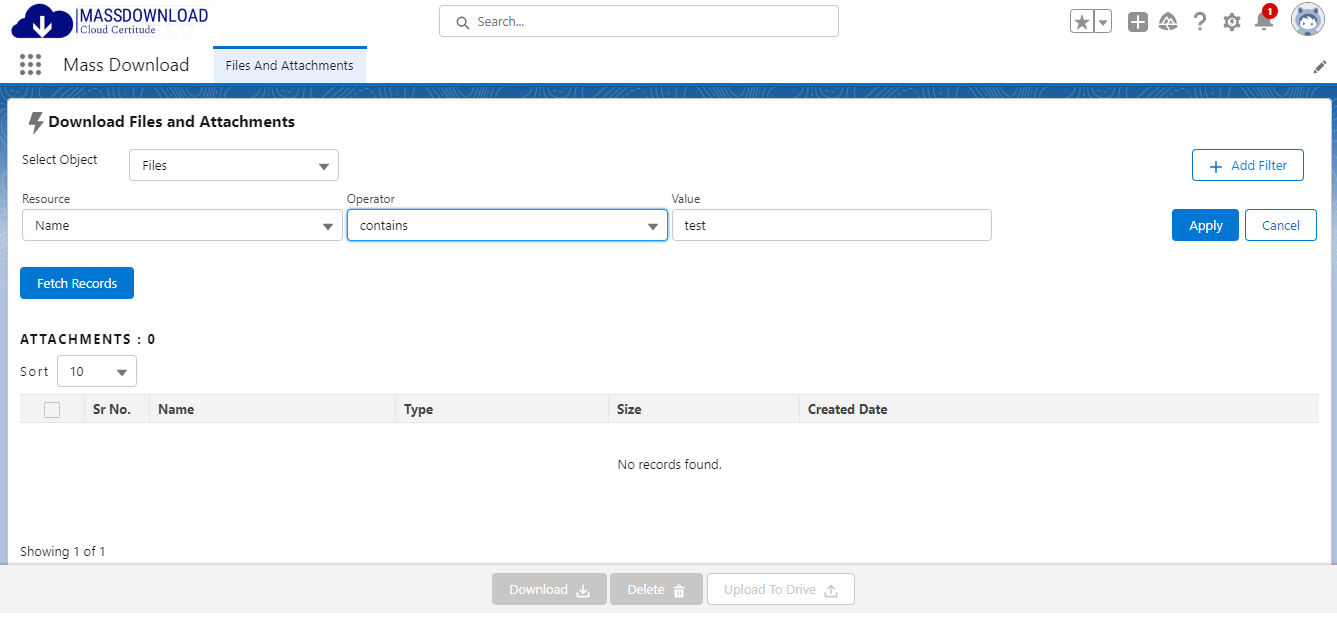 MASSDOWNLOAD
Cloud Certitude
Search...
1
Mass Download
Files And Attachments
Download Files and Attachments
Select Object
Files
Add Filter
Resource
Operator
Value
Name
contains
test
Apply
Cancel
Fetch Records
ATTACHMENTS : 0
Sort
10
Sr No.
Name
Type
Size
Created Date
No records found.
Showing 1 of 1
Download
Delete
Upload To Drive